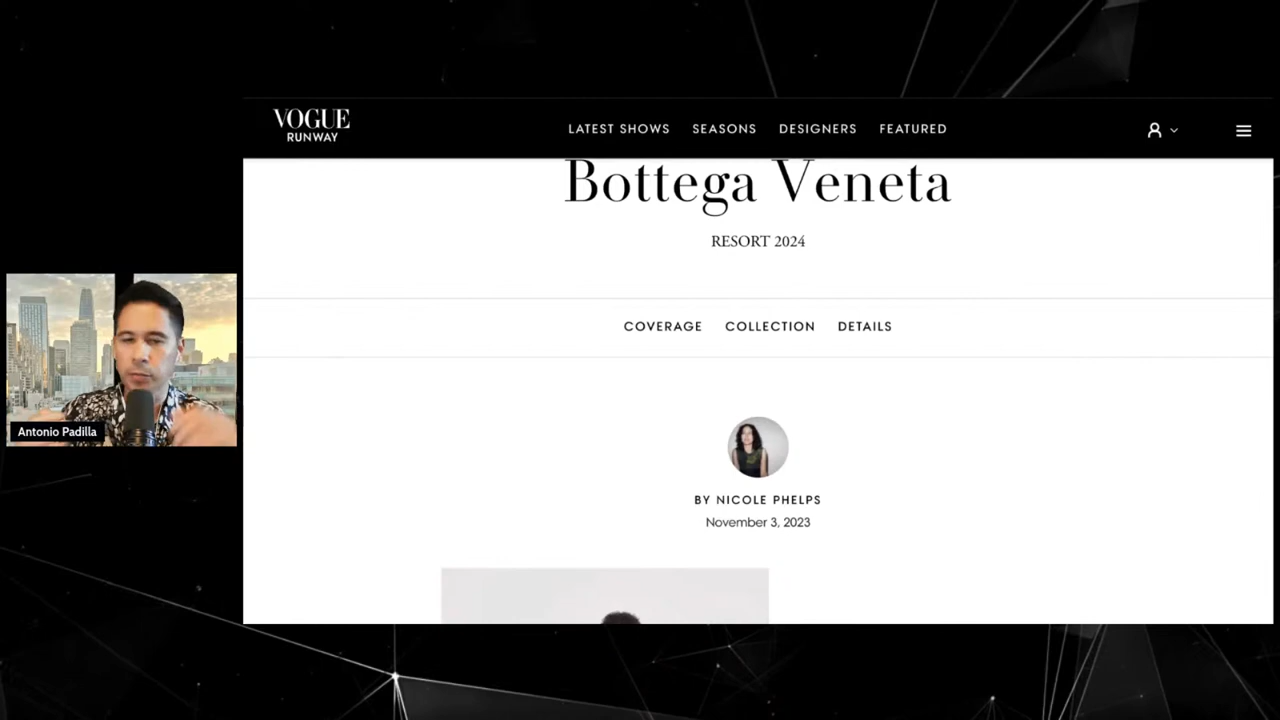 VOGUE
RUNWAY
LATEST SHOWS SEASONS DESIGNERS FEATURED
Bottega Veneta
RESORT 2024
COVERAGE COLLECTION DETAILS
BY NICOLE PHELPS
November 3, 2023
Antonio Padilla